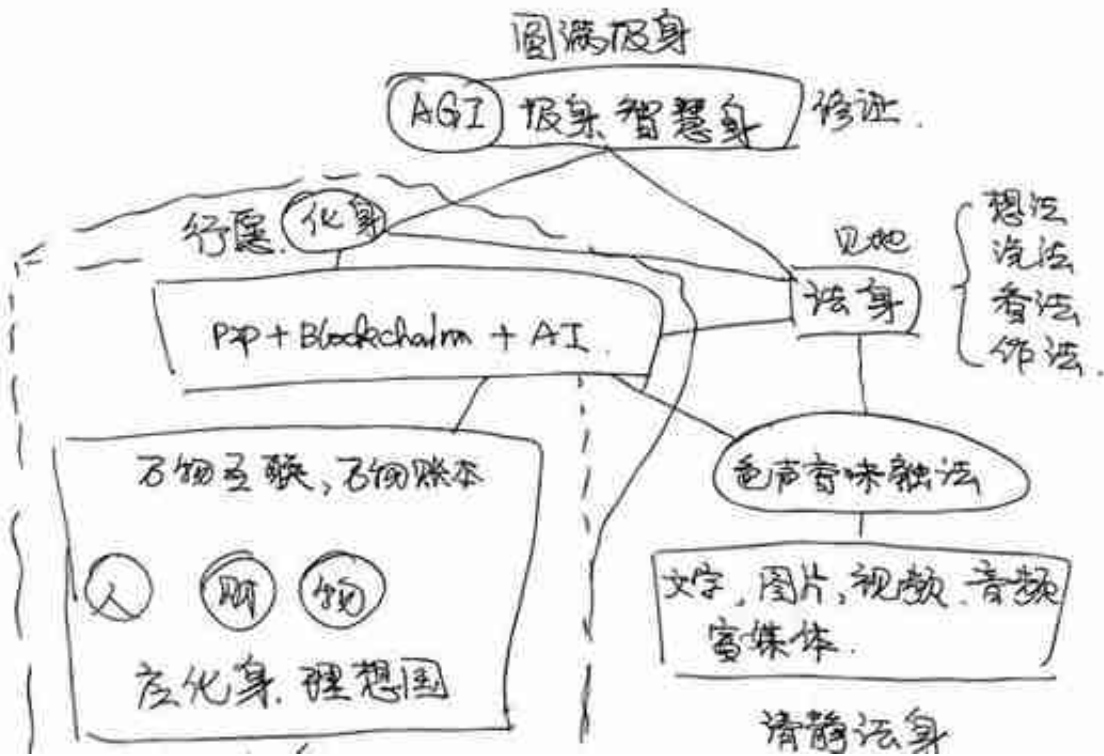 圆满报身
AGI 报身 智慧身 修证.
行愿. 化身
见地
法身
想法
说法
看法
作法.
P2P + Blockchain + AI.
万物互联, 万物账本
人 财 物
应化身. 理想国
色声香味触法
文字, 图片, 视频. 音频
富媒体.
清静法身